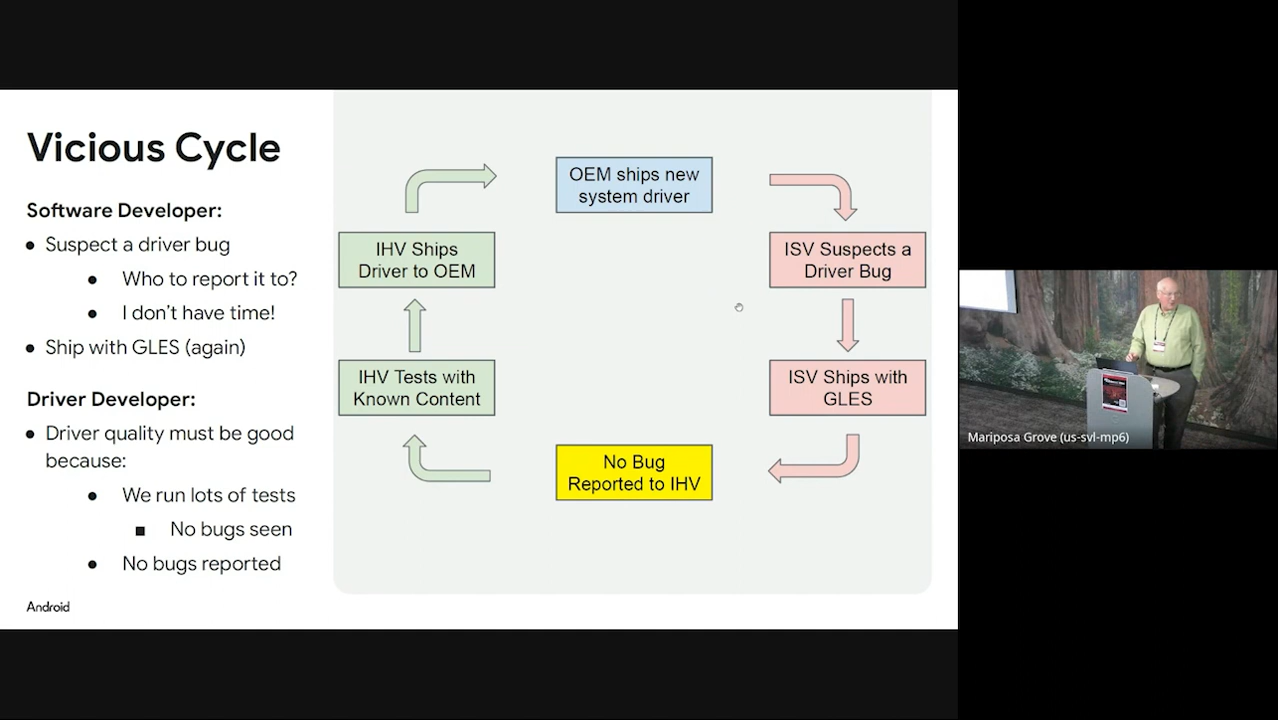 Vicious Cycle
Software Developer:
● Suspect a driver bug
● Who to report it to?
● I don't have time!
● Ship with GLES (again)
Driver Developer:
● Driver quality must be good
because:
● We run lots of tests
■ No bugs seen
● No bugs reported
Android
OEM ships new
system driver
IHV Ships
Driver to OEM
ISV Suspects a
Driver Bug
IHV Tests with
Known Content
ISV Ships with
GLES
No Bug
Reported to IHV
Mariposa Grove (us-svl-mp6)